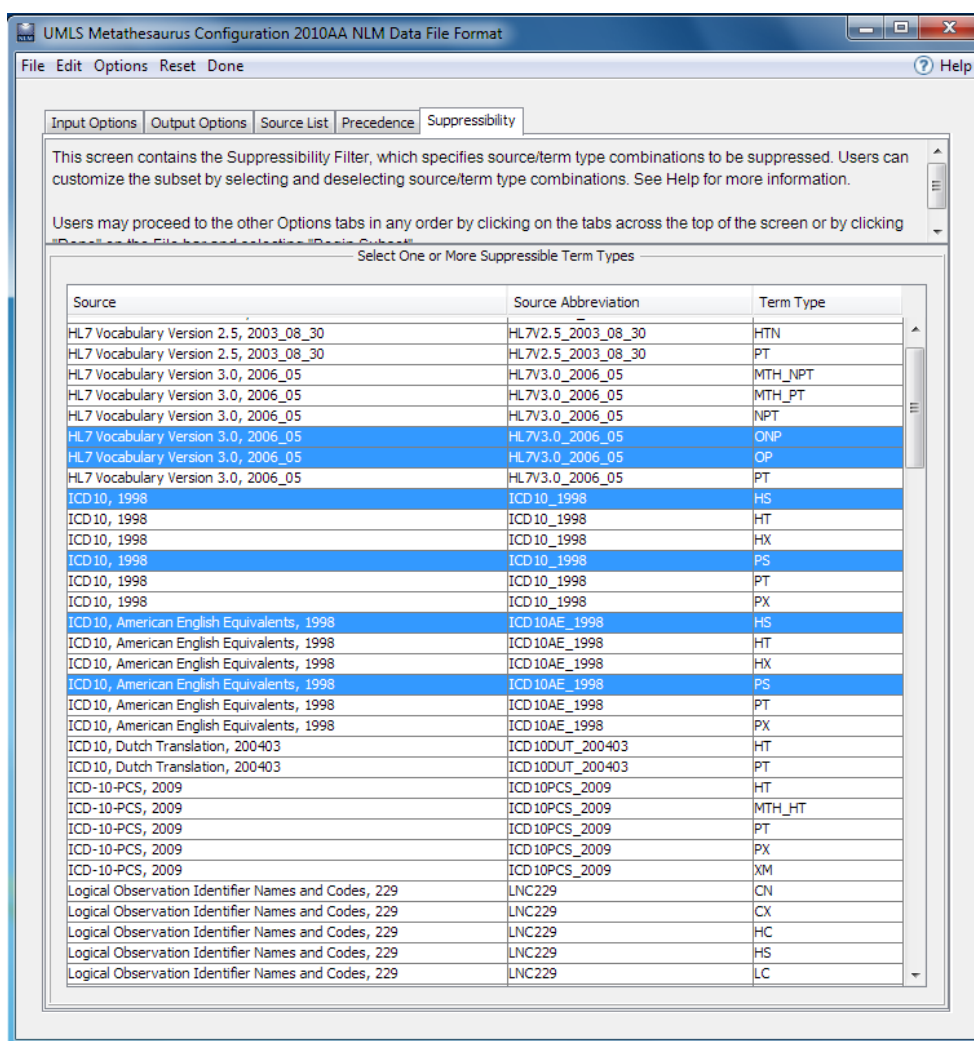 UMLS Metathesaurus Configuration 2010AA NLM Data File Format
File Edit Options Reset Done Help
Input Options Output Options Source List Precedence Suppressibility
This screen contains the Suppressibility Filter, which specifies source/term type combinations to be suppressed. Users can
customize the subset by selecting and deselecting source/term type combinations. See Help for more information.
Users may proceed to the other Options tabs in any order by clicking on the tabs across the top of the screen or by clicking
"Done" on the File bar and selecting "Begin Subset"
Select One or More Suppressible Term Types
Source Source Abbreviation Term Type
HL7 Vocabulary Version 2.5, 2003_08_30 HL7V2.5_2003_08_30 HTN
HL7 Vocabulary Version 2.5, 2003_08_30 HL7V2.5_2003_08_30 PT
HL7 Vocabulary Version 3.0, 2006_05 HL7V3.0_2006_05 MTH_NPT
HL7 Vocabulary Version 3.0, 2006_05 HL7V3.0_2006_05 MTH_PT
HL7 Vocabulary Version 3.0, 2006_05 HL7V3.0_2006_05 NPT
HL7 Vocabulary Version 3.0, 2006_05 HL7V3.0_2006_05 ONP
HL7 Vocabulary Version 3.0, 2006_05 HL7V3.0_2006_05 OP
HL7 Vocabulary Version 3.0, 2006_05 HL7V3.0_2006_05 PT
ICD10, 1998 ICD10_1998 HS
ICD10, 1998 ICD10_1998 HT
ICD10, 1998 ICD10_1998 HX
ICD10, 1998 ICD10_1998 PS
ICD10, 1998 ICD10_1998 PT
ICD10, 1998 ICD10_1998 PX
ICD10, American English Equivalents, 1998 ICD10AE_1998 HS
ICD10, American English Equivalents, 1998 ICD10AE_1998 HT
ICD10, American English Equivalents, 1998 ICD10AE_1998 HX
ICD10, American English Equivalents, 1998 ICD10AE_1998 PS
ICD10, American English Equivalents, 1998 ICD10AE_1998 PT
ICD10, American English Equivalents, 1998 ICD10AE_1998 PX
ICD10, Dutch Translation, 200403 ICD10DUT_200403 HT
ICD10, Dutch Translation, 200403 ICD10DUT_200403 PT
ICD-10-PCS, 2009 ICD10PCS_2009 HT
ICD-10-PCS, 2009 ICD10PCS_2009 MTH_HT
ICD-10-PCS, 2009 ICD10PCS_2009 PT
ICD-10-PCS, 2009 ICD10PCS_2009 PX
ICD-10-PCS, 2009 ICD10PCS_2009 XM
Logical Observation Identifier Names and Codes, 229 LNC229 CN
Logical Observation Identifier Names and Codes, 229 LNC229 CX
Logical Observation Identifier Names and Codes, 229 LNC229 HC
Logical Observation Identifier Names and Codes, 229 LNC229 HS
Logical Observation Identifier Names and Codes, 229 LNC229 LC